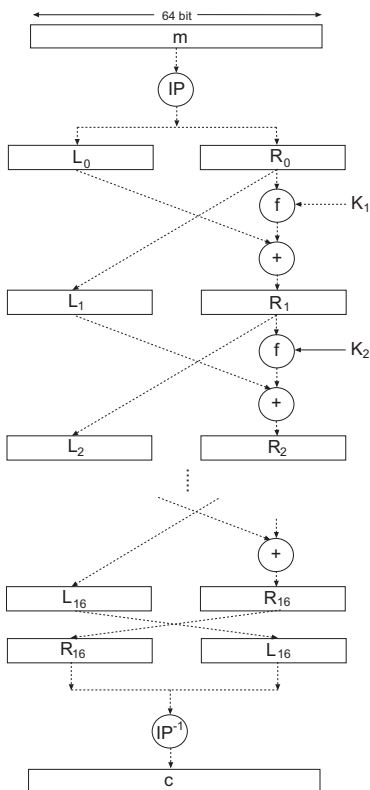 64 bit
m
IP
L₀ R₀
f K₁
+
L₁ R₁
f K₂
+
L₂ R₂
+
L₁₆ R₁₆
R₁₆ L₁₆
IP⁻¹
c